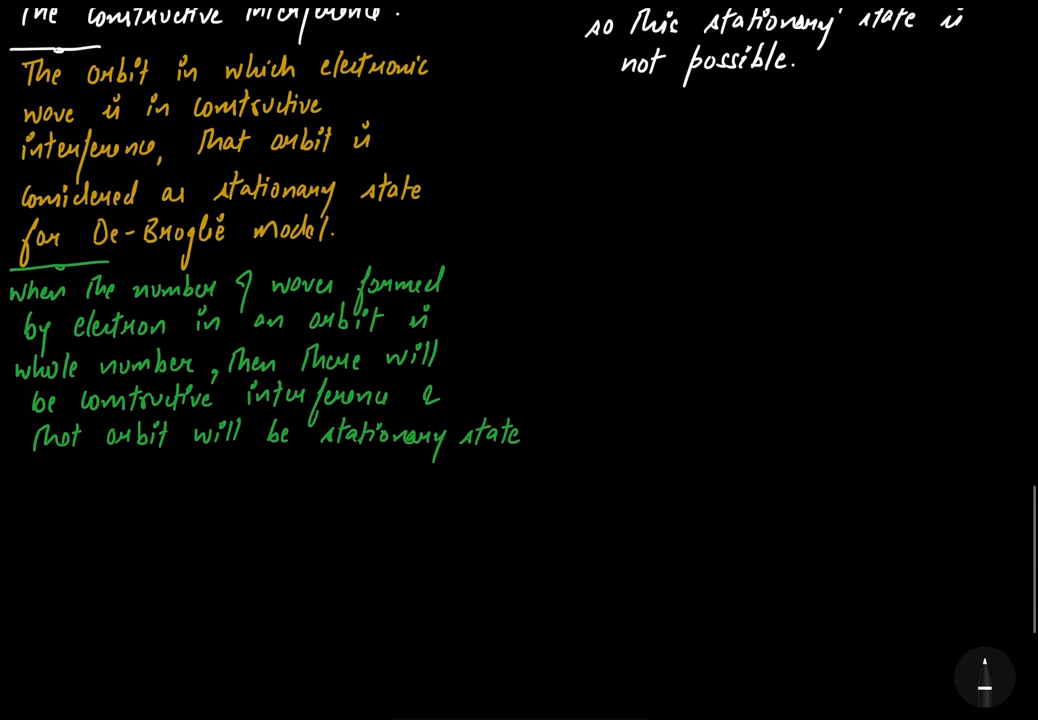 The constructive interference.
The orbit in which electronic
wave is in constructive
interference, that orbit is
considered as stationary state
for De-Broglie model.
when the number of waves formed
by electron in an orbit is
whole number, then there will
be constructive interference &
that orbit will be stationary state
so this stationary state is
not possible.